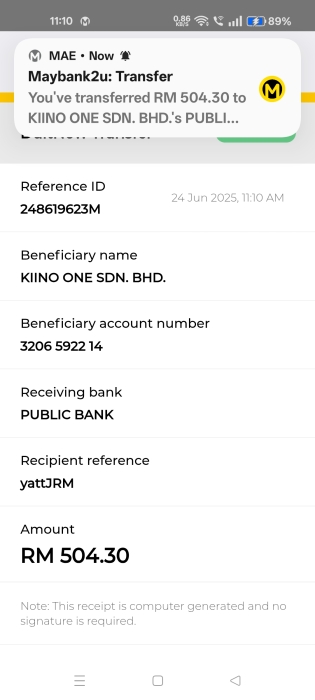 11:10
0.86
KB/S
89%
MAE • Now
Maybank2u: Transfer
You've transferred RM 504.30 to
KIINO ONE SDN. BHD.'s PUBLI...
Reference ID
24 Jun 2025, 11:10 AM
248619623M
Beneficiary name
KIINO ONE SDN. BHD.
Beneficiary account number
3206 5922 14
Receiving bank
PUBLIC BANK
Recipient reference
yattJRM
Amount
RM 504.30
Note: This receipt is computer generated and no
signature is required.